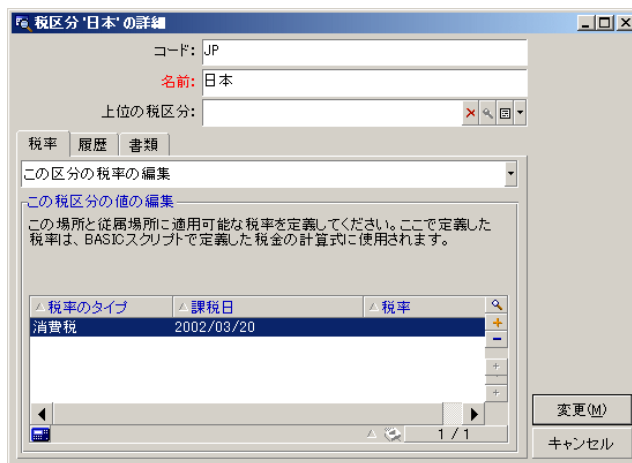 税区分 '日本' の詳細
コード: JP
名前: 日本
上位の税区分:
税率 履歴 書類
この区分の税率の編集
この税区分の値の編集
この場所と従属場所に適用可能な税率を定義してください。ここで定義した
税率は、BASICスクリプトで定義した税金の計算式に使用されます。
税率のタイプ 課税日 税率
消費税 2002/03/20
1 / 1
変更(M)
キャンセル